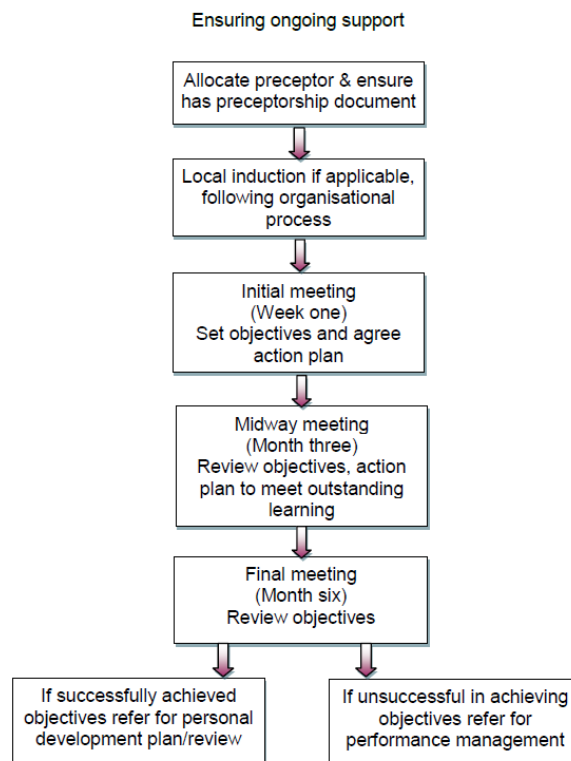 Ensuring ongoing support
Allocate preceptor & ensure
has preceptorship document
Local induction if applicable,
following organisational
process
Initial meeting
(Week one)
Set objectives and agree
action plan
Midway meeting
(Month three)
Review objectives, action
plan to meet outstanding
learning
Final meeting
(Month six)
Review objectives
If successfully achieved
objectives refer for personal
development plan/review
If unsuccessful in achieving
objectives refer for
performance management